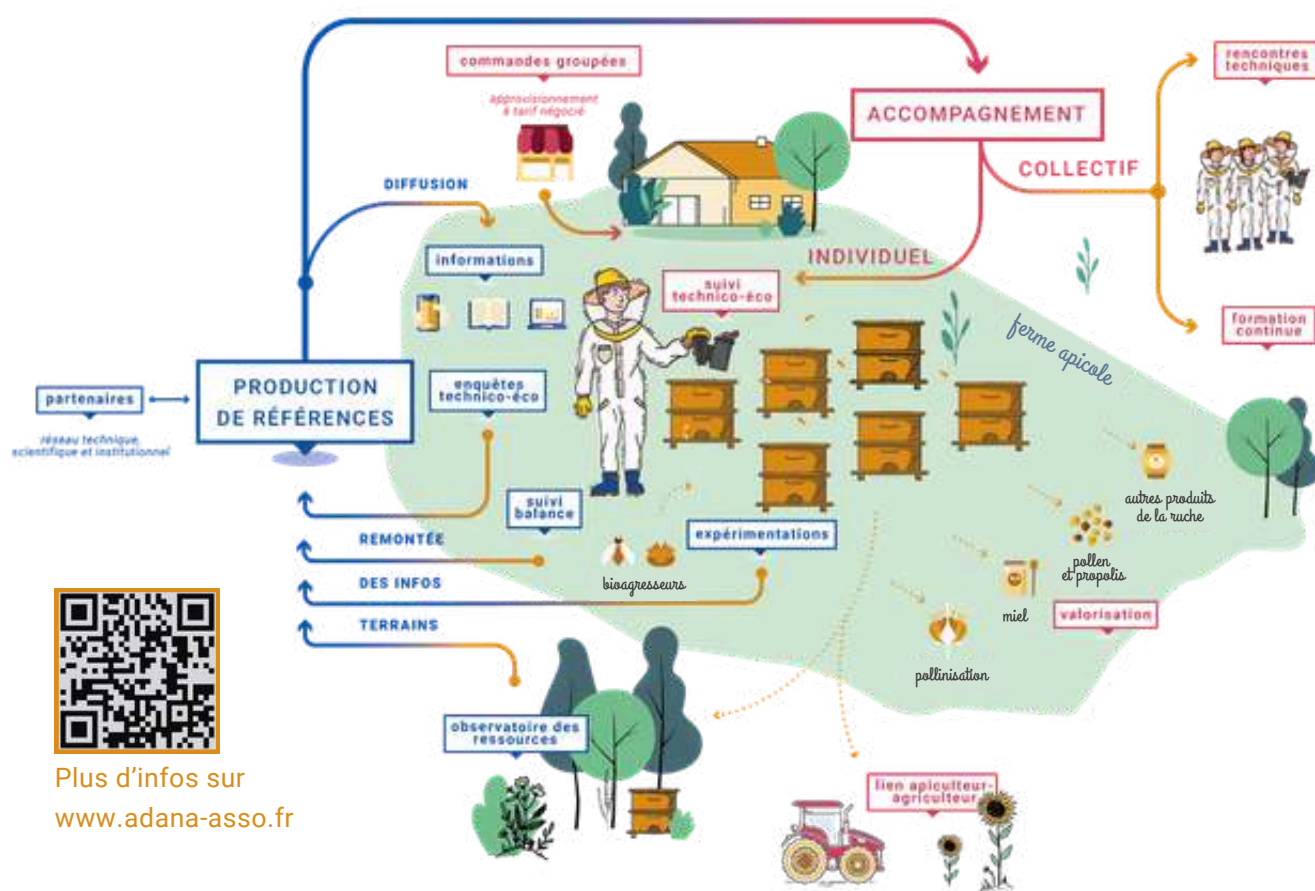 commandes groupées
approvisionnement
à tarif négocié
rencontres
techniques
ACCOMPAGNEMENT
COLLECTIF
DIFFUSION
informations
INDIVIDUEL
suivi
technico-éco
formation
continue
ferme apicole
PRODUCTION
DE RÉFÉRENCES
partenaires
réseau technique,
scientifique et institutionnel
enquêtes
technico-éco
suivi
balance
expérimentations
bioagresseurs
REMONTÉE
DES INFOS
TERRAINS
autres produits
de la ruche
pollen
et propolis
miel
valorisation
pollinisation
observatoire des
ressources
lien apiculteur-
agriculteur
Plus d'infos sur
www.adana-asso.fr